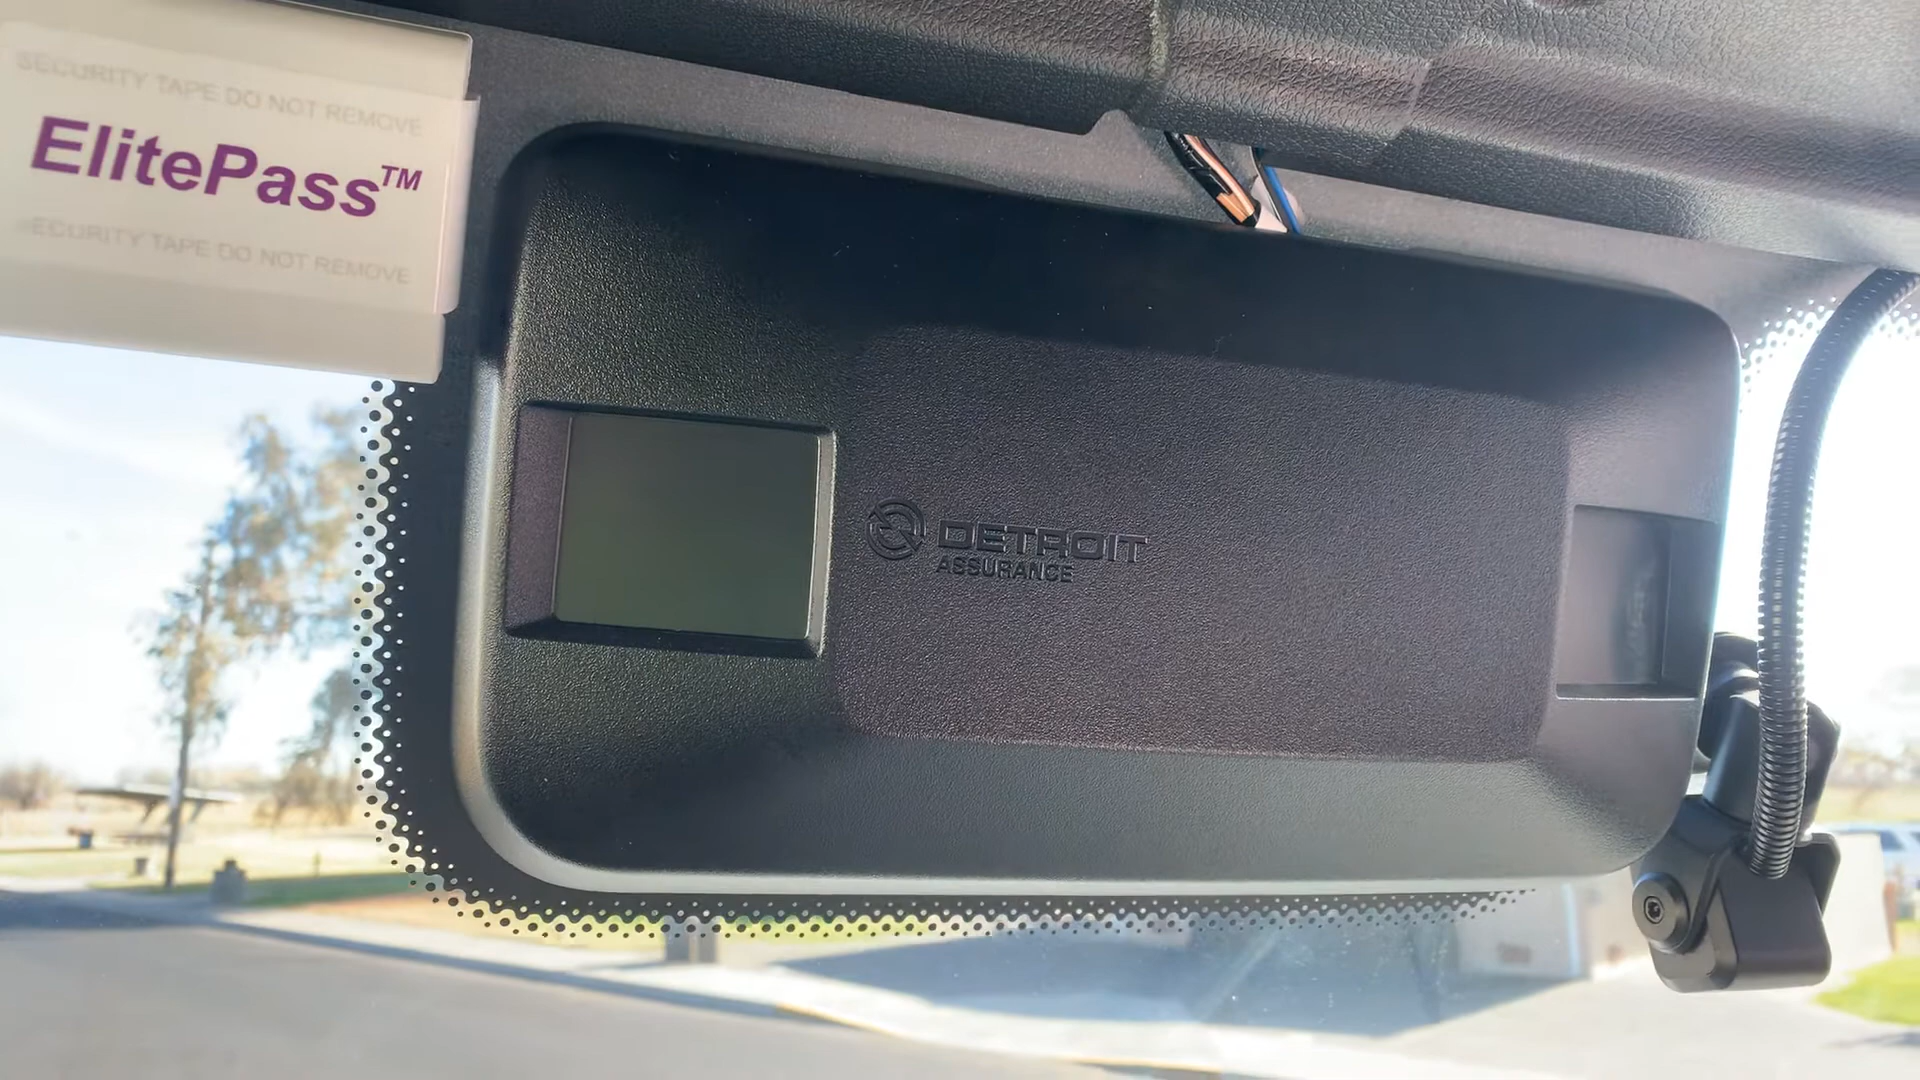 SECURITY TAPE DO NOT REMOVE
ElitePass™
SECURITY TAPE DO NOT REMOVE
DETROIT
ASSURANCE